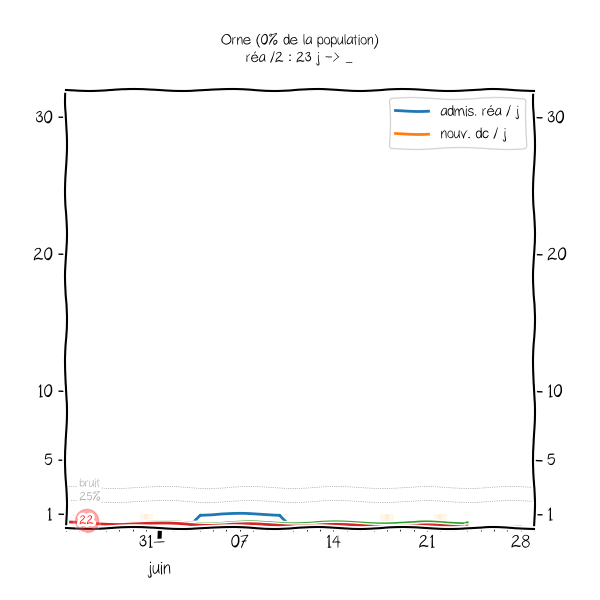 Orne (0% de la population)
réa /2 : 23 j -> _
admis. réa / j
nouv. dc / j
30
30
20
20
10
10
5
5
bruit
25%
1
22
1
31
07
14
21
28
juin